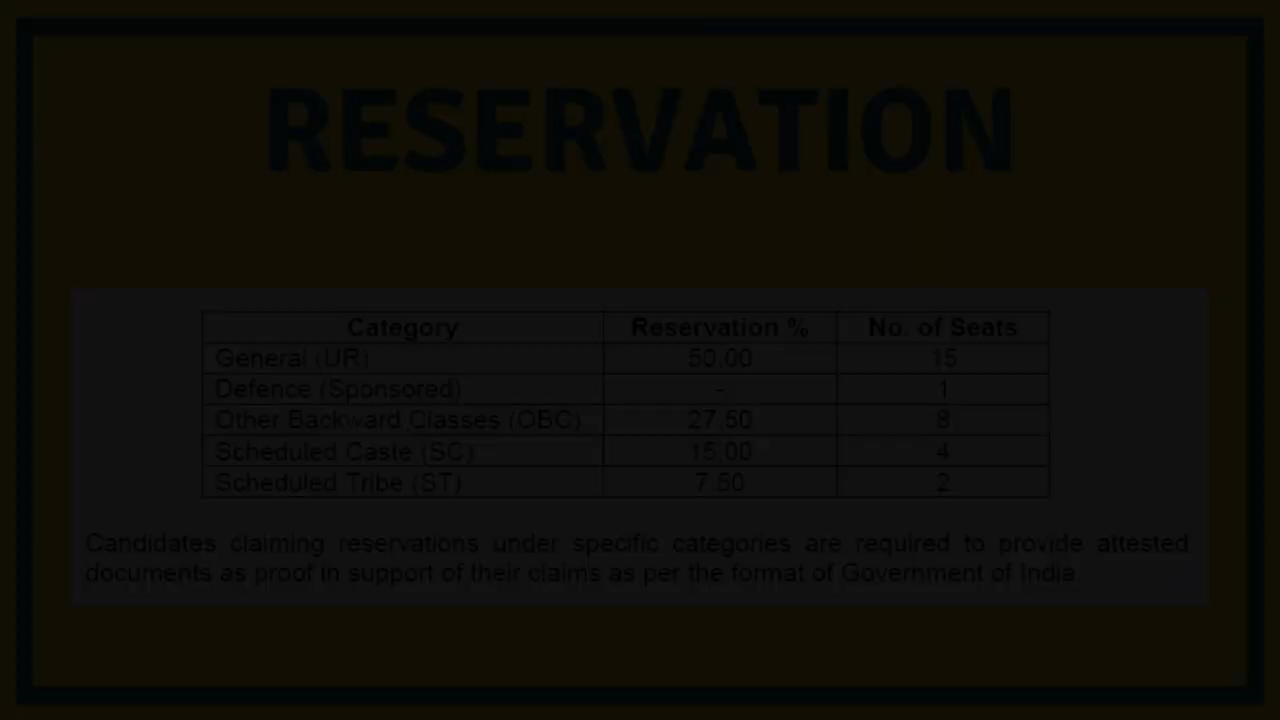 RESERVATION
Category Reservation % No. of Seats
General (UR) 50.00 15
Defence (Sponsored) - 1
Other Backward Classes (OBC) 27.50 8
Scheduled Caste (SC) 15.00 4
Scheduled Tribe (ST) 7.50 2
Candidates claiming reservations under specific categories are required to provide attested
documents as proof in support of their claims as per the format of Government of India.